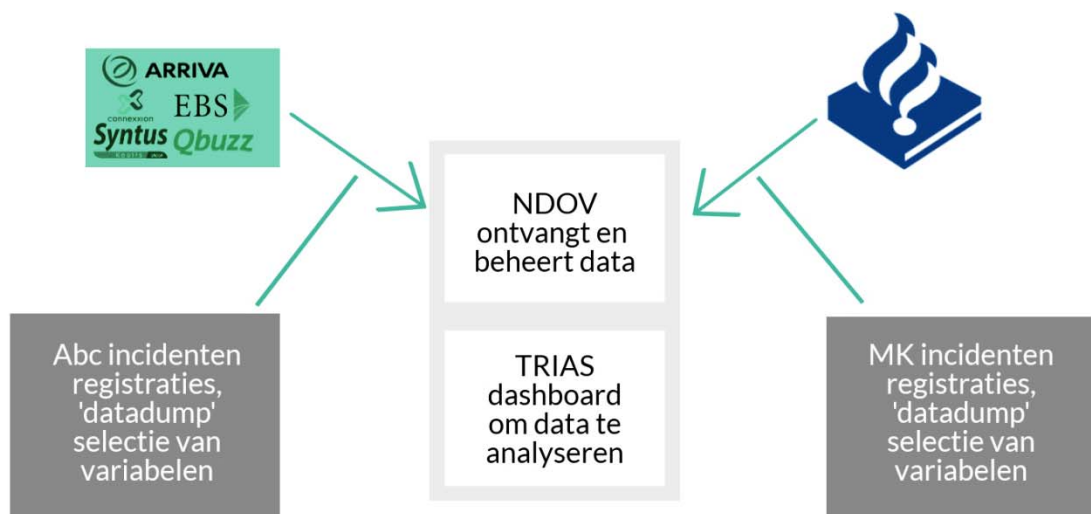 ARRIVA
connexxion
EBS
Syntus
Qbuzz
NDOV
ontvangt en
beheert data
TRIAS
dashboard
om data te
analyseren
Abc incidenten
registraties,
'datadump'
selectie van
variabelen
MK incidenten
registraties,
'datadump'
selectie van
variabelen